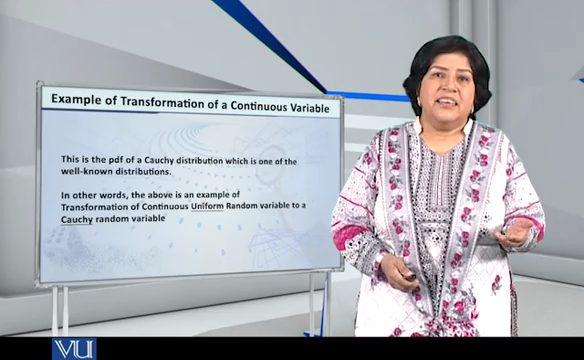 Example of Transformation of a Continuous Variable
This is the pdf of a Cauchy distribution which is one of the
well-known distributions.
In other words, the above is an example of
Transformation of Continuous Uniform Random variable to a
Cauchy random variable
VU